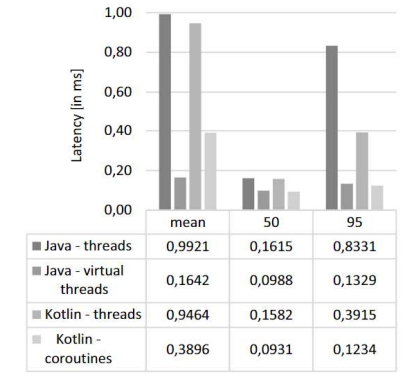 1,00
0,80
0,60
0,40
0,20
0,00
Latency [in ms]
mean 50 95
Java - threads 0,9921 0,1615 0,8331
Java - virtual
threads 0,1642 0,0988 0,1329
Kotlin - threads 0,9464 0,1582 0,3915
Kotlin -
coroutines 0,3896 0,0931 0,1234